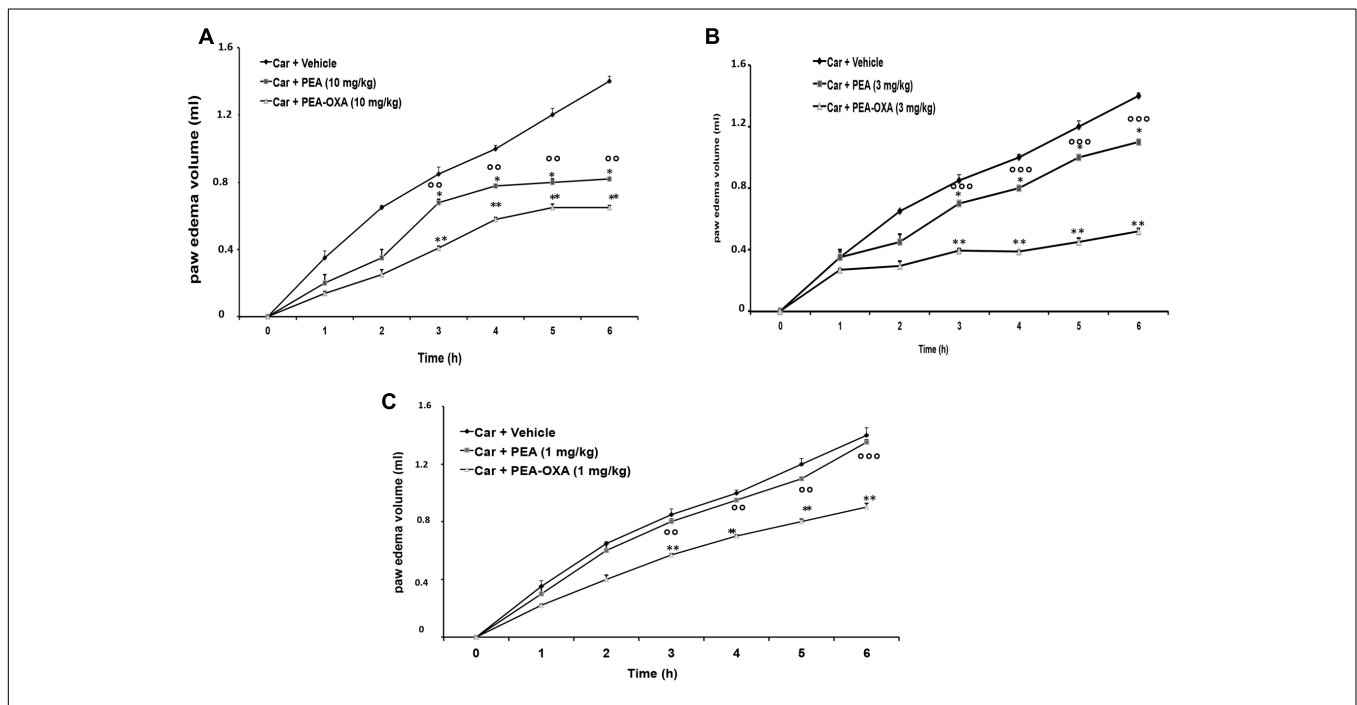 A
1.6
1.2
0.8
0.4
0
paw edema volume (ml)
Car + Vehicle
Car + PEA (10 mg/kg)
Car + PEA-OXA (10 mg/kg)
°° °° °° °°
* * * *
** ** ** **
0 1 2 3 4 5 6
Time (h)
B
1.6
1.2
0.8
0.4
0
paw edema volume (ml)
Car + Vehicle
Car + PEA (3 mg/kg)
Car + PEA-OXA (3 mg/kg)
°°° °°° °°° °°°
* * * *
** ** ** **
0 1 2 3 4 5 6
Time (h)
C
1.6
1.2
0.8
0.4
0
paw edema volume (ml)
Car + Vehicle
Car + PEA (1 mg/kg)
Car + PEA-OXA (1 mg/kg)
°° °° °° °°°
** ** ** **
0 1 2 3 4 5 6
Time (h)